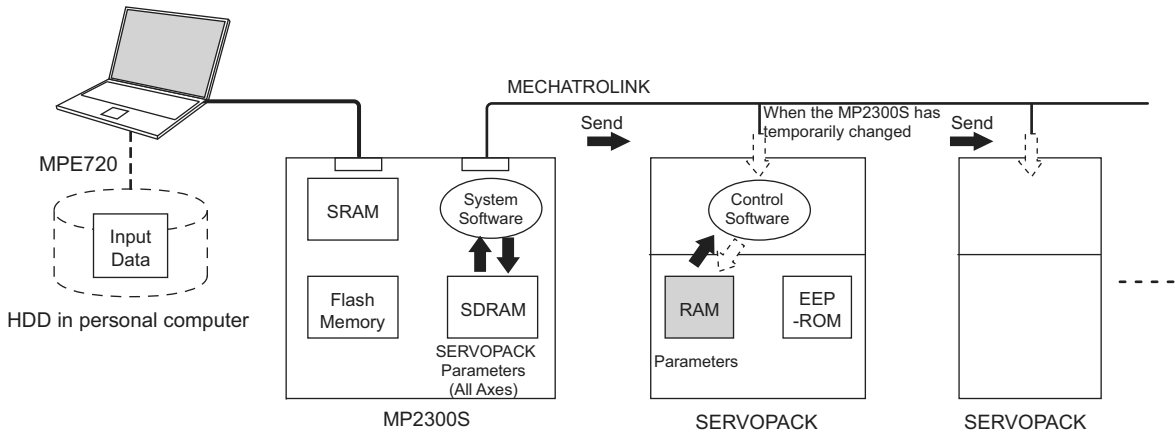 MPE720
Input
Data
HDD in personal computer
MECHATROLINK
SRAM
System
Software
Flash
Memory
SDRAM
SERVOPACK
Parameters
(All Axes)
MP2300S
Send
When the MP2300S has
temporarily changed
Control
Software
RAM
EEP
-ROM
Parameters
SERVOPACK
Send
SERVOPACK